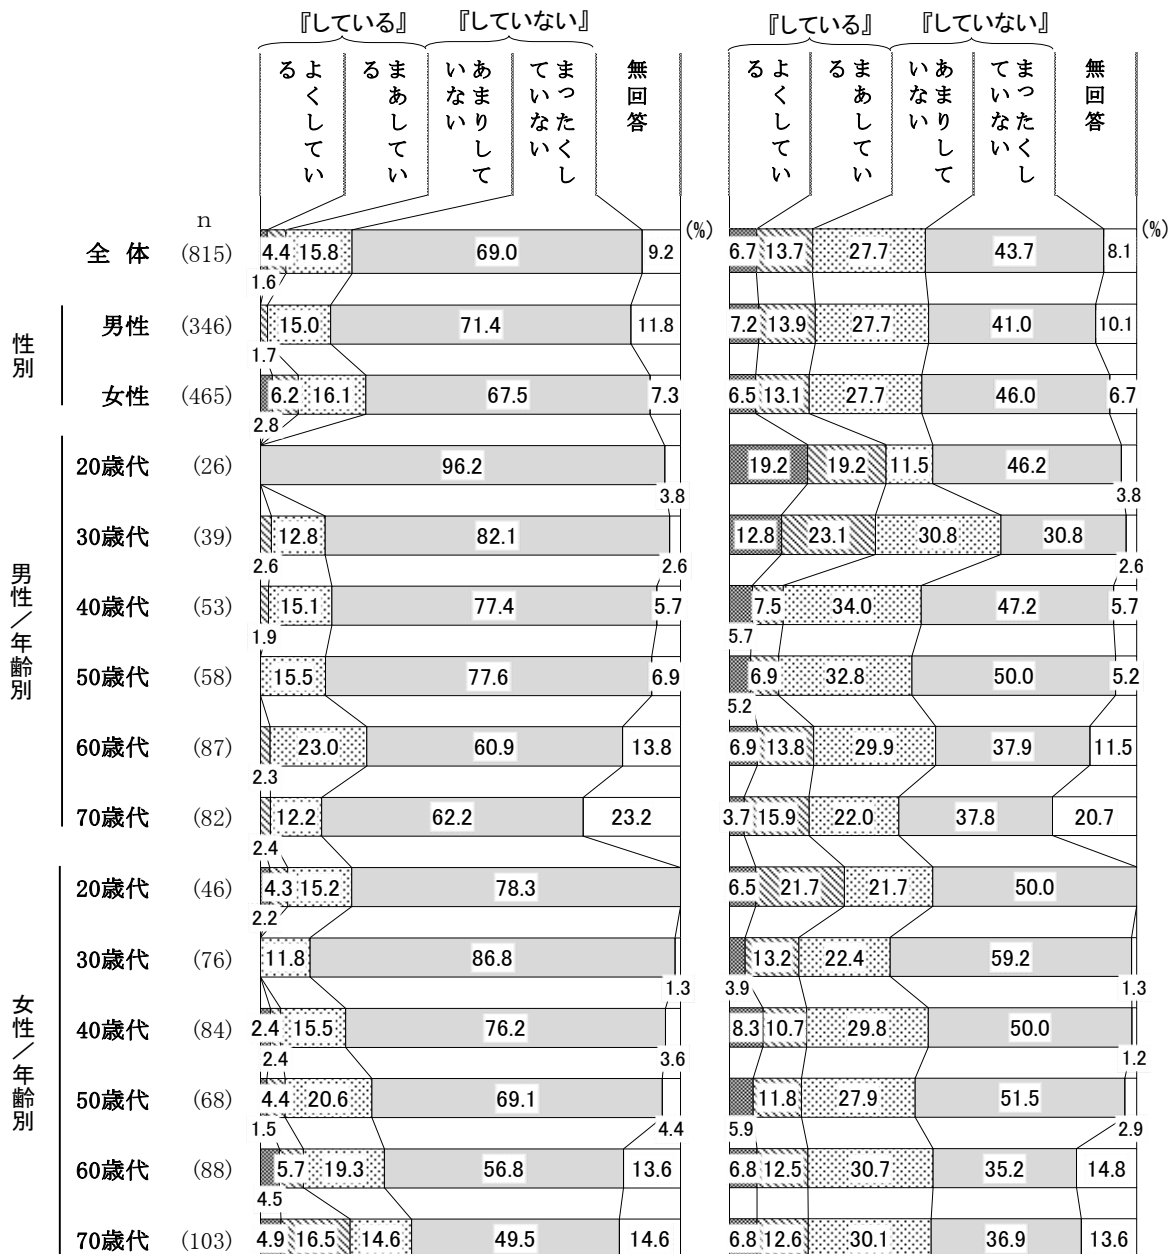 『している』 『していない』 『している』 『していない』
よくしている まあしている あまりしていない まったくしていない 無回答 よくしている まあしている あまりしていない まったくしていない 無回答
n (%) (%)
全 体 (815) 4.4 15.8 69.0 9.2 6.7 13.7 27.7 43.7 8.1
1.6
性別
男性 (346) 15.0 71.4 11.8 7.2 13.9 27.7 41.0 10.1
1.7
女性 (465) 6.2 16.1 67.5 7.3 6.5 13.1 27.7 46.0 6.7
2.8
男性／年齢別
20歳代 (26) 96.2 19.2 19.2 11.5 46.2
3.8 3.8
30歳代 (39) 12.8 82.1 12.8 23.1 30.8 30.8
2.6 2.6 2.6
40歳代 (53) 15.1 77.4 5.7 7.5 34.0 47.2 5.7
1.9 5.7
50歳代 (58) 15.5 77.6 6.9 6.9 32.8 50.0 5.2
5.2
60歳代 (87) 23.0 60.9 13.8 6.9 13.8 29.9 37.9 11.5
2.3
70歳代 (82) 12.2 62.2 23.2 3.7 15.9 22.0 37.8 20.7
2.4
女性／年齢別
20歳代 (46) 4.3 15.2 78.3 6.5 21.7 21.7 50.0
2.2
30歳代 (76) 11.8 86.8 13.2 22.4 59.2
1.3 3.9 1.3
40歳代 (84) 2.4 15.5 76.2 8.3 10.7 29.8 50.0
2.4 3.6 1.2
50歳代 (68) 4.4 20.6 69.1 11.8 27.9 51.5
1.5 4.4 5.9 2.9
60歳代 (88) 5.7 19.3 56.8 13.6 6.8 12.5 30.7 35.2 14.8
4.5
70歳代 (103) 4.9 16.5 14.6 49.5 14.6 6.8 12.6 30.1 36.9 13.6